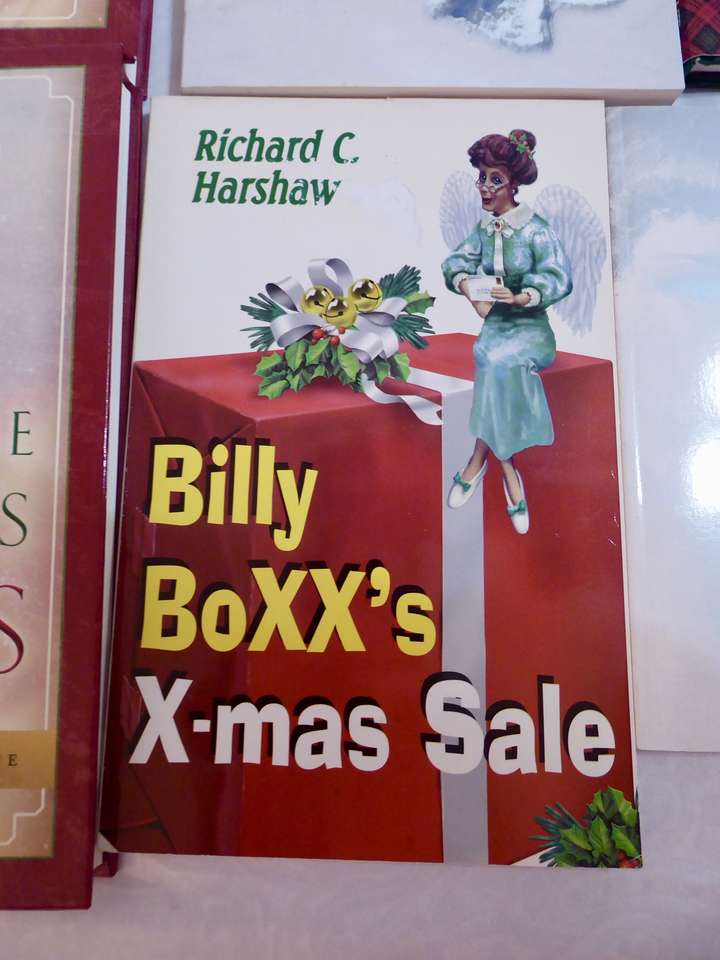 Richard C.
Harshaw
Billy
BoXX's
X-mas Sale
E
S
S
E